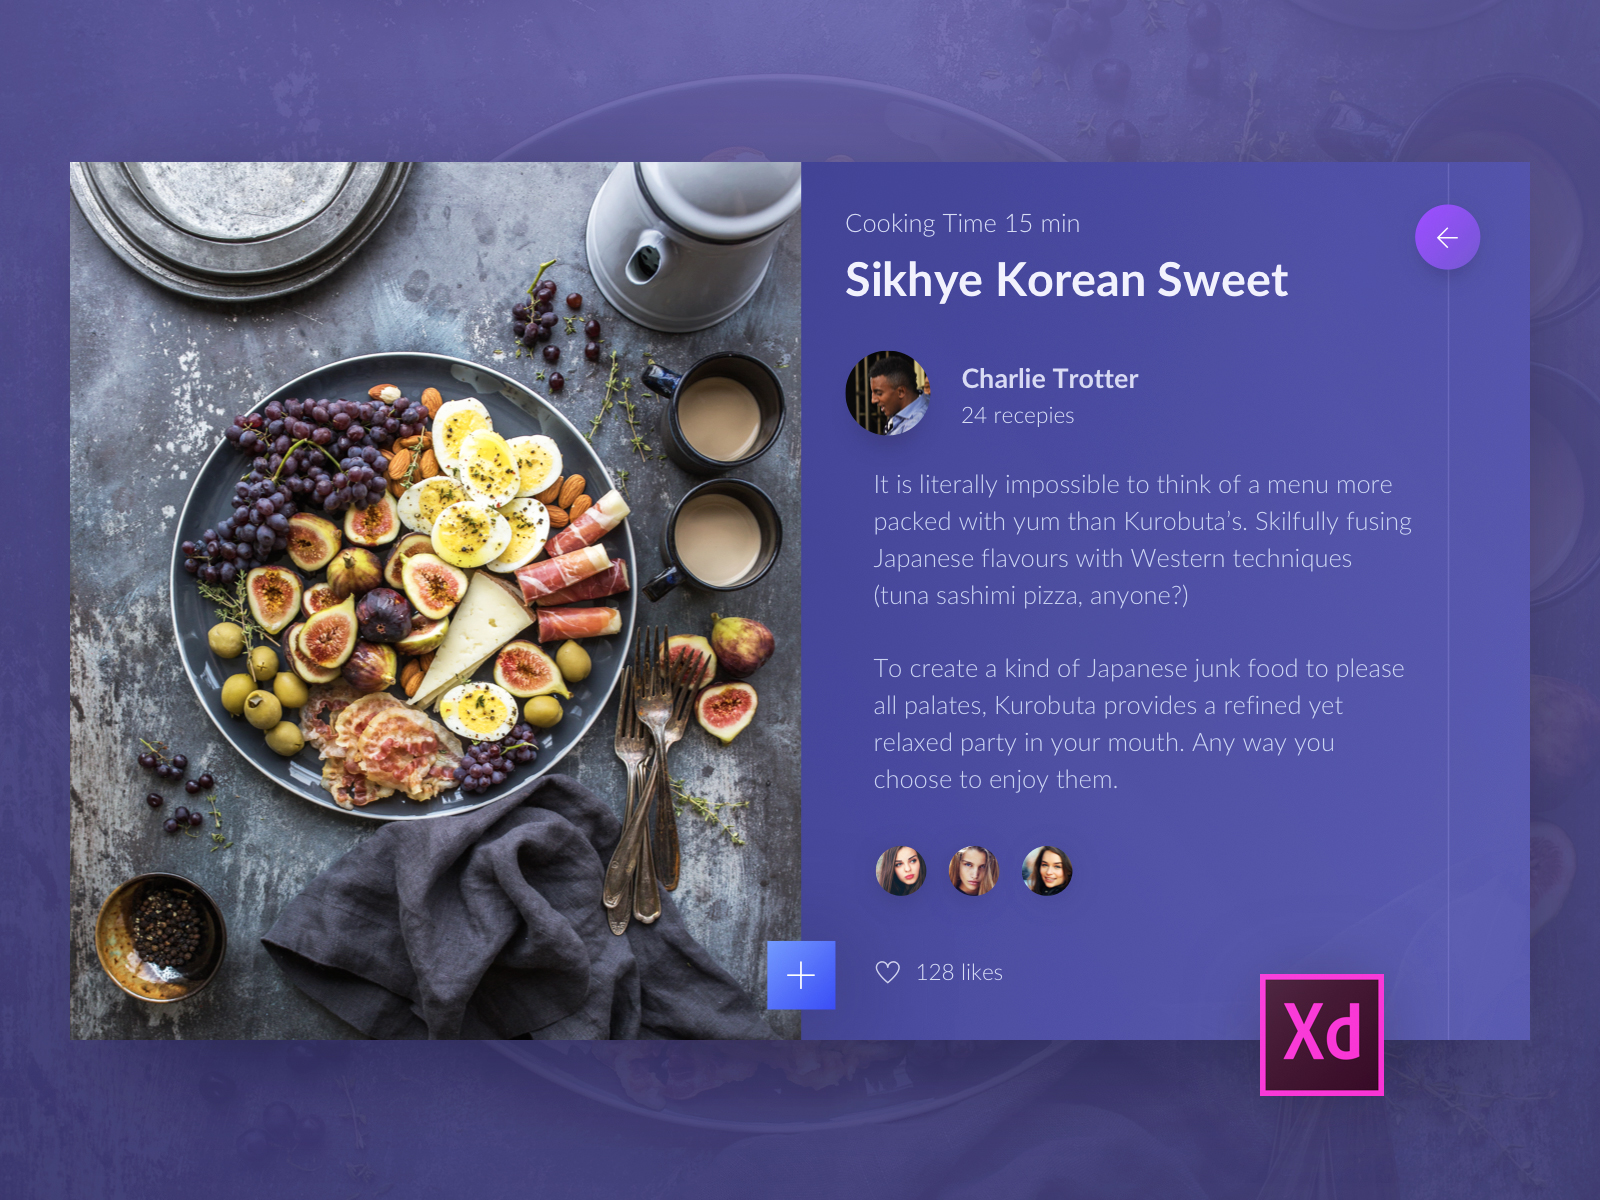 Cooking Time 15 min
Sikhye Korean Sweet
Charlie Trotter
24 recepies
It is literally impossible to think of a menu more
packed with yum than Kurobuta’s. Skilfully fusing
Japanese flavours with Western techniques
(tuna sashimi pizza, anyone?)
To create a kind of Japanese junk food to please
all palates, Kurobuta provides a refined yet
relaxed party in your mouth. Any way you
choose to enjoy them.
128 likes
Xd